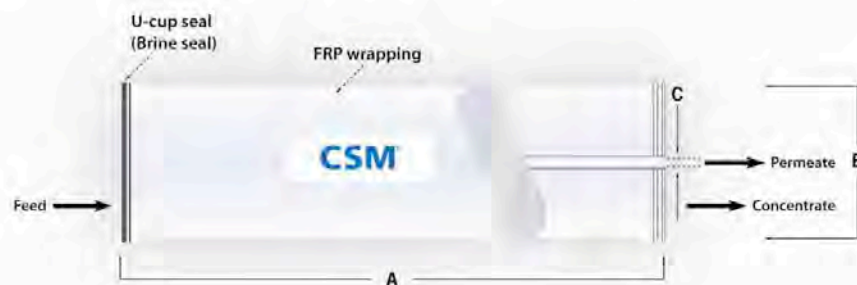 U-cup seal
(Brine seal)
FRP wrapping
C
CSM
Permeate
B
Feed
Concentrate
A